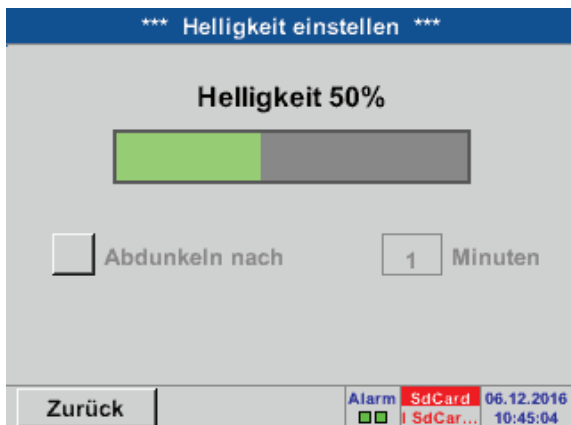 *** Helligkeit einstellen ***
Helligkeit 50%
Abdunkeln nach 1 Minuten
Zurück
Alarm SdCard 06.12.2016
I SdCar... 10:45:04